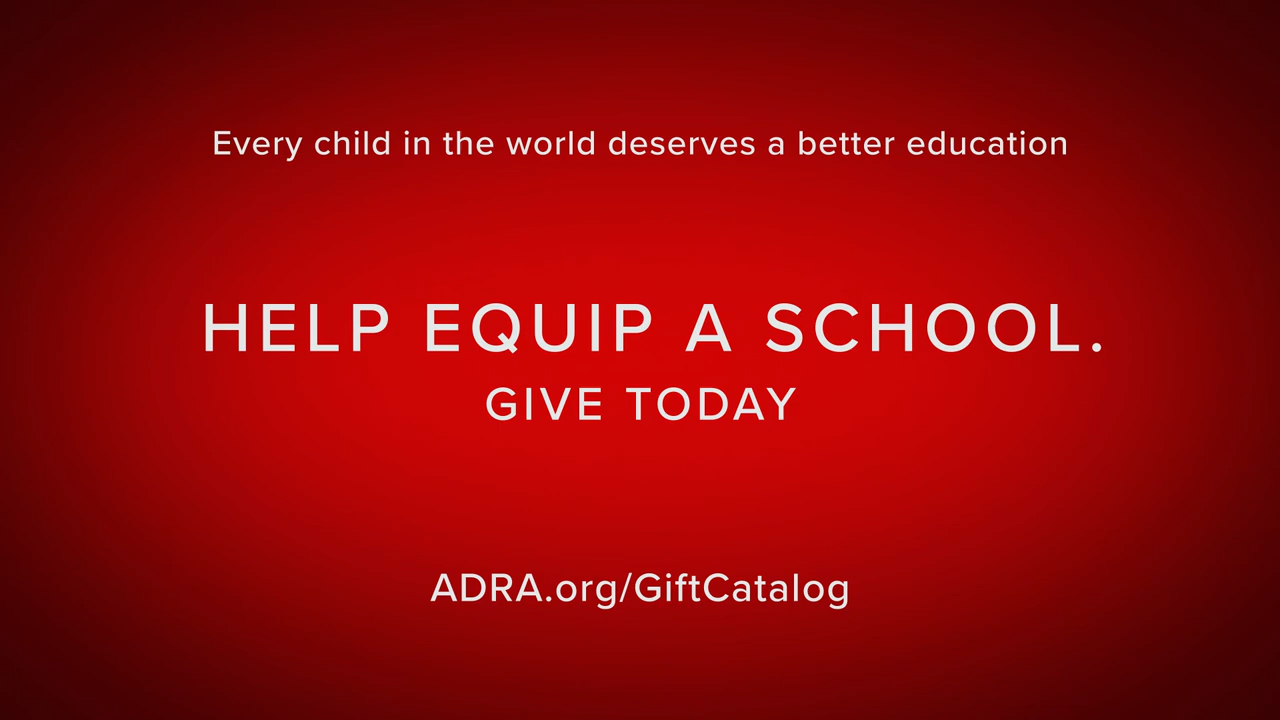 Every child in the world deserves a better education
HELP EQUIP A SCHOOL.
GIVE TODAY
ADRA.org/GiftCatalog